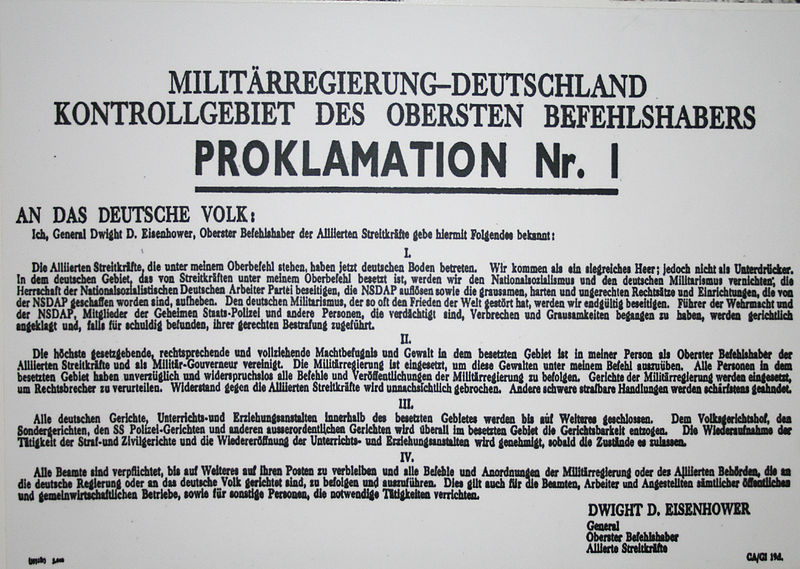 MILITÄRREGIERUNG–DEUTSCHLAND
KONTROLLGEBIET DES OBERSTEN BEFEHLSHABERS
PROKLAMATION Nr. I
AN DAS DEUTSCHE VOLK:
Ich, General Dwight D. Eisenhower, Oberster Befehlshaber der Alliierten Streitkräfte gebe hiermit Folgendes bekannt:
I.
Die Alliierten Streitkräfte, die unter meinem Oberbefehl stehen, haben jetzt deutschen Boden betreten. Wir kommen als ein siegreiches Heer; jedoch nicht als Unterdrücker.
In dem deutschen Gebiet, das von Streitkräften unter meinem Oberbefehl besetzt ist, werden wir den Nationalsozialismus und den deutschen Militarismus vernichten, die
Herrschaft der Nationalsozialistischen Deutschen Arbeiter Partei beseitigen, die NSDAP auflösen sowie die grausamen, harten und ungerechten Rechtsätze und Einrichtungen, die von
der NSDAP geschaffen worden sind, aufheben. Den deutschen Militarismus, der so oft den Frieden der Welt gestört hat, werden wir endgültig beseitigen. Führer der Wehrmacht und
der NSDAP, Mitglieder der Geheimen Staats-Polizei und andere Personen, die verdächtigt sind, Verbrechen und Grausamkeiten begangen zu haben, werden gerichtlich
angeklagt und, falls für schuldig befunden, ihrer gerechten Bestrafung zugeführt.
II.
Die höchste gesetzgebende, rechtsprechende und vollziehende Machtbefugnis und Gewalt in dem besetzten Gebiet ist in meiner Person als Oberster Befehlshaber der
Alliierten Streitkräfte und als Militär-Gouverneur vereinigt. Die Militärregierung ist eingesetzt, um diese Gewalten unter meinem Befehl auszuüben. Alle Personen in dem
besetzten Gebiet haben unverzüglich und widerspruchslos alle Befehle und Veröffentlichungen der Militärregierung zu befolgen. Gerichte der Militärregierung werden eingesetzt,
um Rechtsbrecher zu verurteilen. Widerstand gegen die Alliierten Streitkräfte wird unnachsichtlich gebrochen. Andere schwere strafbare Handlungen werden schärfstens geahndet.
III.
Alle deutschen Gerichte, Unterrichts-und Erziehungsanstalten innerhalb des besetzten Gebietes werden bis auf Weiteres geschlossen. Dem Volksgerichtshof, den
Sondergerichten, den SS Polizei-Gerichten und anderen ausserordentlichen Gerichten wird überall im besetzten Gebiet die Gerichtsbarkeit entzogen. Die Wiederaufnahme der
Tätigkeit der Straf-und Zivilgerichte und die Wiedereröffnung der Unterrichts- und Erziehungsanstalten wird genehmigt, sobald die Zustände es zulassen.
IV.
Alle Beamte sind verpflichtet, bis auf Weiteres auf ihren Posten zu verbleiben und alle Befehle und Anordnungen der Militärregierung oder des Alliierten Behörden, die an
die deutsche Regierung oder an das deutsche Volk gerichtet sind, zu befolgen und auszuführen. Dies gilt auch für die Beamten, Arbeiter und Angestellten sämtlicher öffentlichen
und gemeinwirtschaftlichen Betriebe, sowie für sonstige Personen, die notwendige Tätigkeiten verrichten.
DWIGHT D. EISENHOWER
General
Oberster Befehlshaber
Alliierte Streitkräfte
CA/GI 19d.